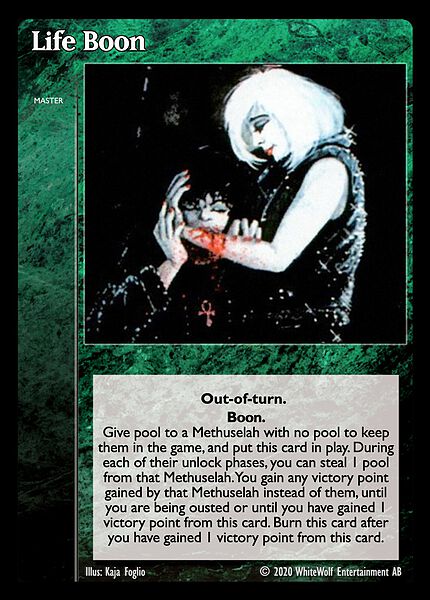 Life Boon
MASTER
Out-of-turn.
Boon.
Give pool to a Methuselah with no pool to keep
them in the game, and put this card in play. During
each of their unlock phases, you can steal 1 pool
from that Methuselah. You gain any victory point
gained by that Methuselah instead of them, until
you are being ousted or until you have gained 1
victory point from this card. Burn this card after
you have gained 1 victory point from this card.
Illus: Kaja Foglio
© 2020 WhiteWolf Entertainment AB